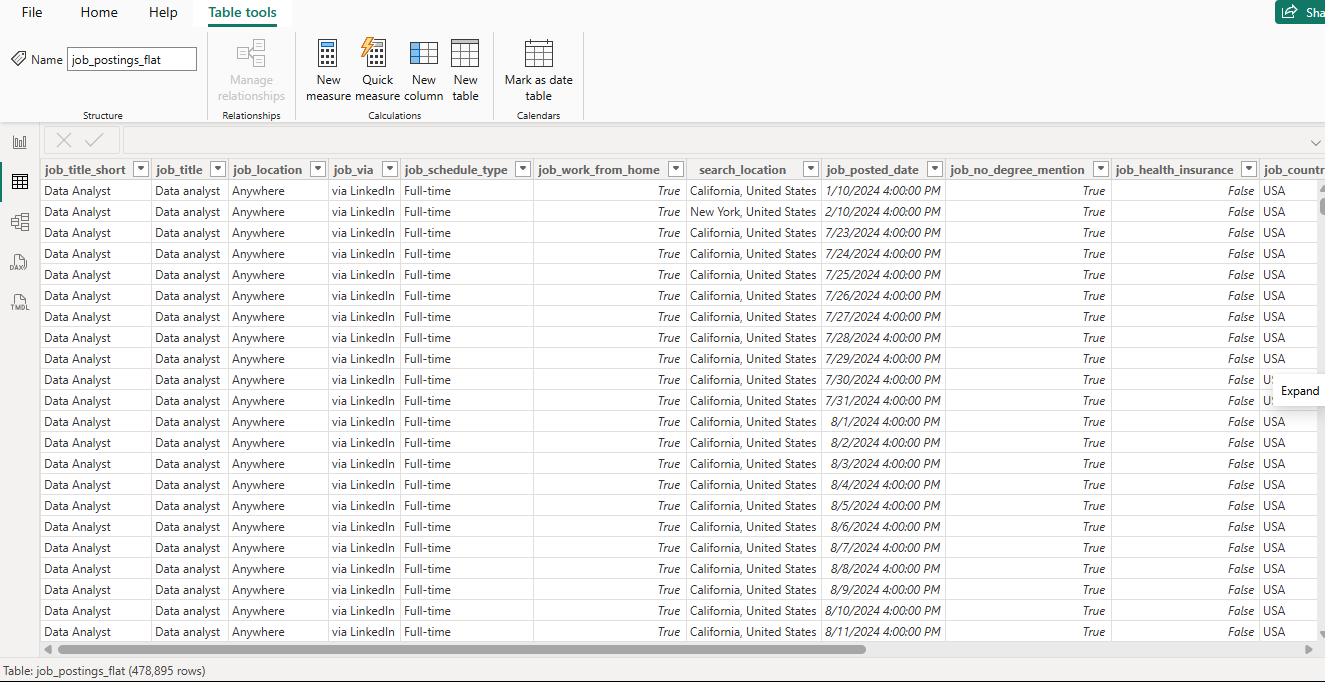 File Home Help Table tools Sha
Name job_postings_flat
Manage relationships
New measure
Quick measure
New column
New table
Mark as date table
Structure Relationships Calculations Calendars
job_title_short job_title job_location job_via job_schedule_type job_work_from_home search_location job_posted_date job_no_degree_mention job_health_insurance job_countr
Data Analyst Data analyst Anywhere via LinkedIn Full-time True California, United States 1/10/2024 4:00:00 PM True False USA
Data Analyst Data analyst Anywhere via LinkedIn Full-time True New York, United States 2/10/2024 4:00:00 PM True False USA
Data Analyst Data analyst Anywhere via LinkedIn Full-time True California, United States 7/23/2024 4:00:00 PM True False USA
Data Analyst Data analyst Anywhere via LinkedIn Full-time True California, United States 7/24/2024 4:00:00 PM True False USA
Data Analyst Data analyst Anywhere via LinkedIn Full-time True California, United States 7/25/2024 4:00:00 PM True False USA
Data Analyst Data analyst Anywhere via LinkedIn Full-time True California, United States 7/26/2024 4:00:00 PM True False USA
Data Analyst Data analyst Anywhere via LinkedIn Full-time True California, United States 7/27/2024 4:00:00 PM True False USA
DAX
Data Analyst Data analyst Anywhere via LinkedIn Full-time True California, United States 7/28/2024 4:00:00 PM True False USA
TMDL
Data Analyst Data analyst Anywhere via LinkedIn Full-time True California, United States 7/29/2024 4:00:00 PM True False USA
Data Analyst Data analyst Anywhere via LinkedIn Full-time True California, United States 7/30/2024 4:00:00 PM True False
Expand
Data Analyst Data analyst Anywhere via LinkedIn Full-time True California, United States 7/31/2024 4:00:00 PM True False
Data Analyst Data analyst Anywhere via LinkedIn Full-time True California, United States 8/1/2024 4:00:00 PM True False USA
Data Analyst Data analyst Anywhere via LinkedIn Full-time True California, United States 8/2/2024 4:00:00 PM True False USA
Data Analyst Data analyst Anywhere via LinkedIn Full-time True California, United States 8/3/2024 4:00:00 PM True False USA
Data Analyst Data analyst Anywhere via LinkedIn Full-time True California, United States 8/4/2024 4:00:00 PM True False USA
Data Analyst Data analyst Anywhere via LinkedIn Full-time True California, United States 8/5/2024 4:00:00 PM True False USA
Data Analyst Data analyst Anywhere via LinkedIn Full-time True California, United States 8/6/2024 4:00:00 PM True False USA
Data Analyst Data analyst Anywhere via LinkedIn Full-time True California, United States 8/7/2024 4:00:00 PM True False USA
Data Analyst Data analyst Anywhere via LinkedIn Full-time True California, United States 8/8/2024 4:00:00 PM True False USA
Data Analyst Data analyst Anywhere via LinkedIn Full-time True California, United States 8/9/2024 4:00:00 PM True False USA
Data Analyst Data analyst Anywhere via LinkedIn Full-time True California, United States 8/10/2024 4:00:00 PM True False USA
Data Analyst Data analyst Anywhere via LinkedIn Full-time True California, United States 8/11/2024 4:00:00 PM True False USA
Table: job_postings_flat (478,895 rows)